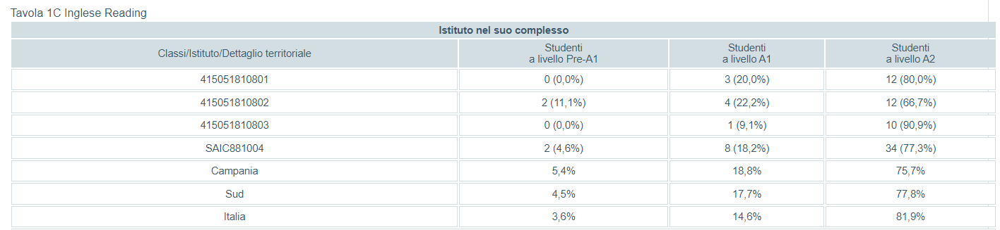 Tavola 1C Inglese Reading
Istituto nel suo complesso
Classi/Istituto/Dettaglio territoriale Studenti a livello Pre-A1 Studenti a livello A1 Studenti a livello A2
415051810801 0 (0,0%) 3 (20,0%) 12 (80,0%)
415051810802 2 (11,1%) 4 (22,2%) 12 (66,7%)
415051810803 0 (0,0%) 1 (9,1%) 10 (90,9%)
SAIC881004 2 (4,6%) 8 (18,2%) 34 (77,3%)
Campania 5,4% 18,8% 75,7%
Sud 4,5% 17,7% 77,8%
Italia 3,6% 14,6% 81,9%